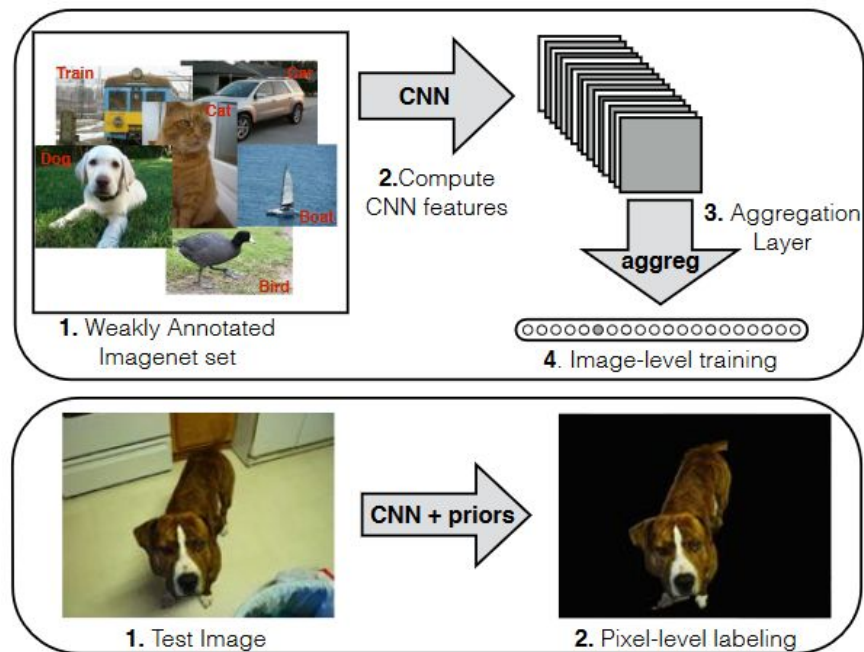 Train
Car
Cat
Dog
Boat
Bird
1. Weakly Annotated
Imagenet set
CNN
2.Compute
CNN features
3. Aggregation
Layer
aggreg
4. Image-level training
CNN + priors
1. Test Image
2. Pixel-level labeling